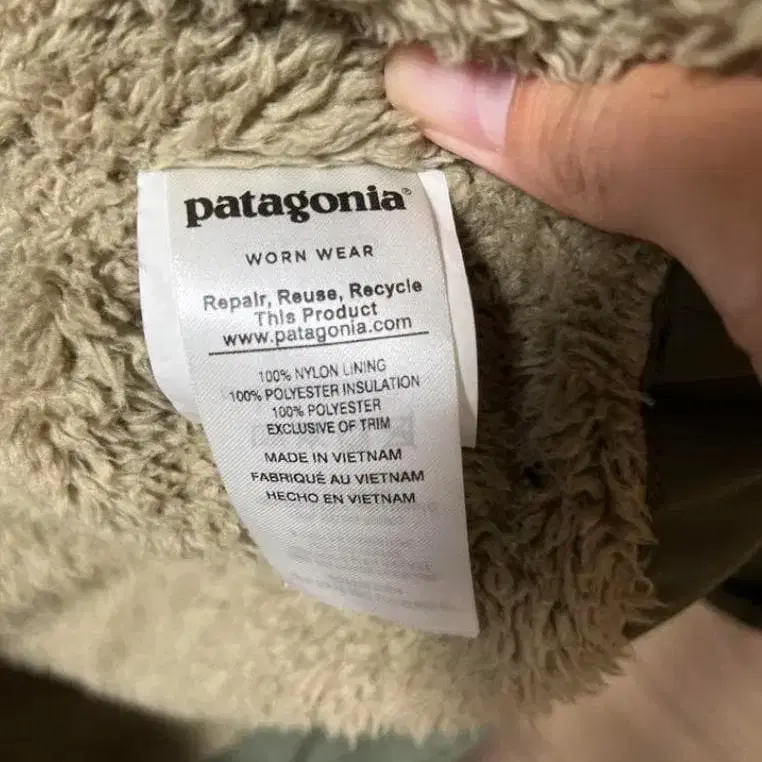 patagonia®
WORN WEAR
Repair, Reuse, Recycle
This Product
www.patagonia.com
100% NYLON LINING
100% POLYESTER INSULATION
100% POLYESTER
EXCLUSIVE OF TRIM
MADE IN VIETNAM
FABRIQUÉ AU VIETNAM
HECHO EN VIETNAM